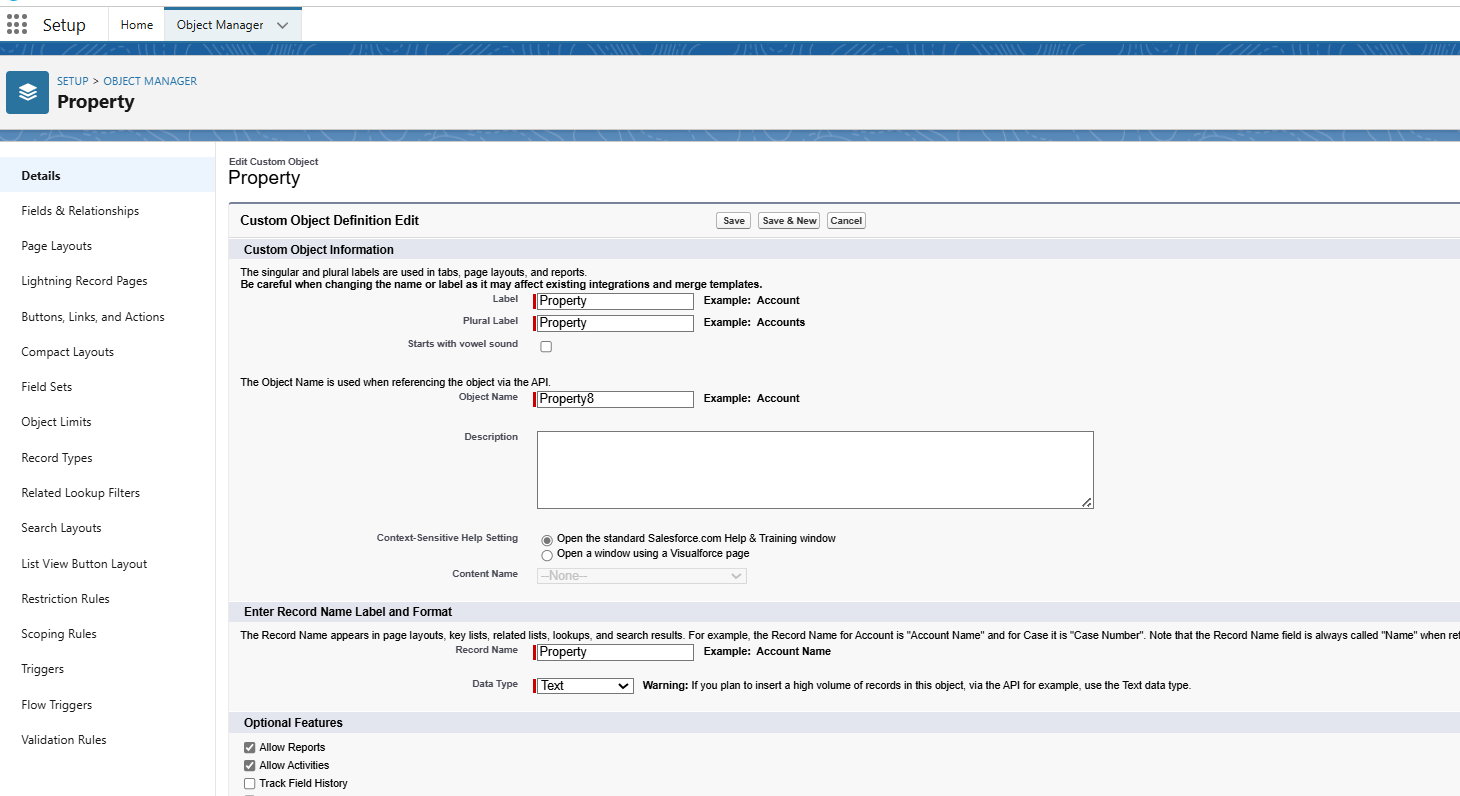 Setup Home Object Manager
SETUP > OBJECT MANAGER
Property
Details
Fields & Relationships
Page Layouts
Lightning Record Pages
Buttons, Links, and Actions
Compact Layouts
Field Sets
Object Limits
Record Types
Related Lookup Filters
Search Layouts
List View Button Layout
Restriction Rules
Scoping Rules
Triggers
Flow Triggers
Validation Rules
Edit Custom Object
Property
Custom Object Definition Edit Save Save & New Cancel
Custom Object Information
The singular and plural labels are used in tabs, page layouts, and reports.
Be careful when changing the name or label as it may affect existing integrations and merge templates.
Label Property Example: Account
Plural Label Property Example: Accounts
Starts with vowel sound
The Object Name is used when referencing the object via the API.
Object Name Property8 Example: Account
Description
Context-Sensitive Help Setting Open the standard Salesforce.com Help & Training window
Open a window using a Visualforce page
Content Name --None--
Enter Record Name Label and Format
The Record Name appears in page layouts, key lists, related lists, lookups, and search results. For example, the Record Name for Account is "Account Name" and for Case it is "Case Number". Note that the Record Name field is always called "Name" when
Record Name Property Example: Account Name
Data Type Text Warning: If you plan to insert a high volume of records in this object, via the API for example, use the Text data type.
Optional Features
Allow Reports
Allow Activities
Track Field History